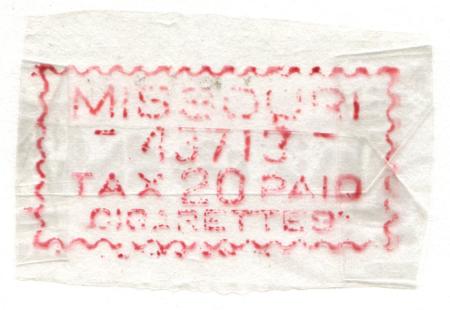 MISSOURI
- 43713 -
TAX 20 PAID
CIGARETTES